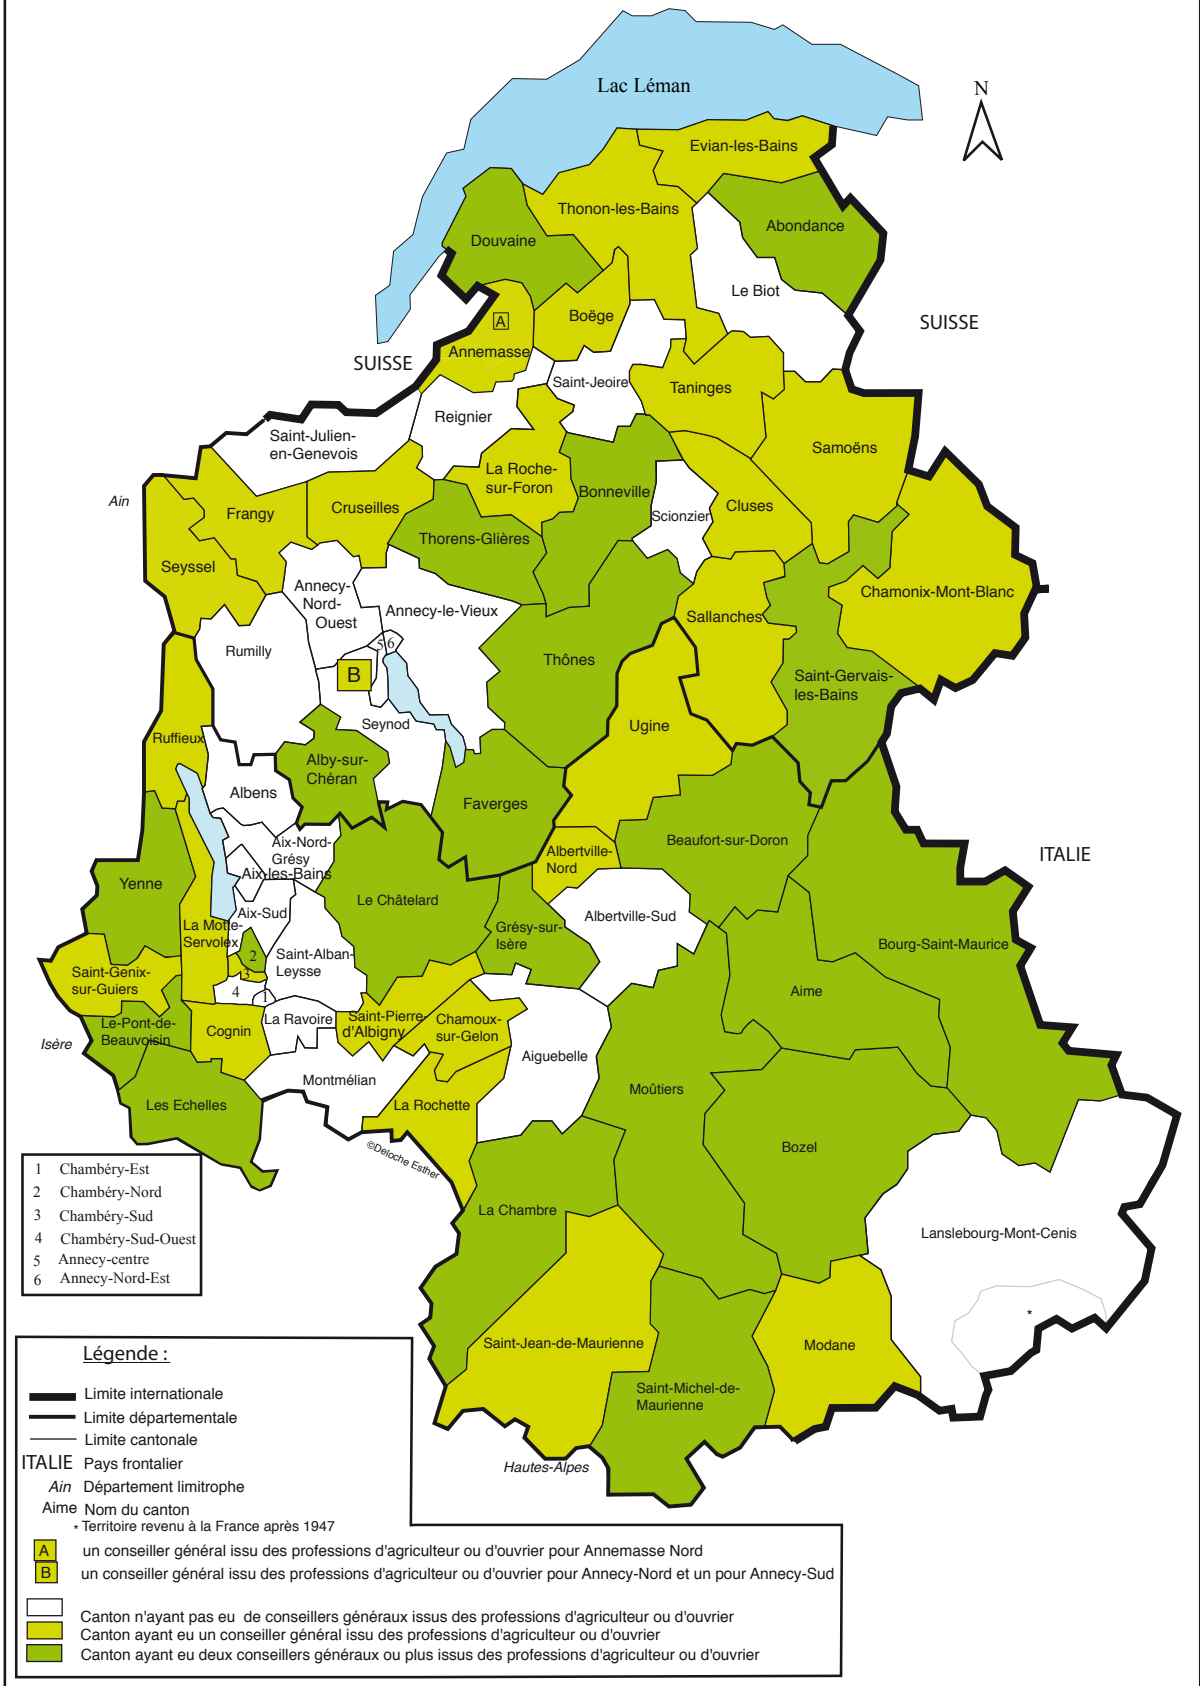 Lac Léman
N
Evian-les-Bains
Thonon-les-Bains
Abondance
Douvaine
Le Biot
SUISSE
A
Boëge
Annemasse
SUISSE
Saint-Jeoire
Taninges
Reignier
Saint-Julien-
en-Genevois
Samoëns
La Roche-
sur-Foron
Bonneville
Ain
Cruseilles
Frangy
Cluses
Scionzier
Thorens-Glières
Seyssel
Annecy-
Nord-
Ouest
Annecy-le-Vieux
Chamonix-Mont-Blanc
Sallanches
5
6
Rumilly
Thônes
B
Saint-Gervais-
les-Bains
Seynod
Ugine
Ruffieux
Alby-sur-
Chéran
Albens
Faverges
Aix-Nord-
Grésy
Beaufort-sur-Doron
Albertville-
Nord
ITALIE
Aix-les-Bains
Yenne
Le Châtelard
Aix-Sud
Albertville-Sud
La Motte-
Servolex
Grésy-sur-
Isère
Bourg-Saint-Maurice
2
Saint-Alban-
Leysse
Saint-Genix-
sur-Guiers
3
4
1
Aime
Le-Pont-de-
Beauvoisin
Cognin
La Ravoire
Saint-Pierre-
d'Albigny
Chamoux-
sur-Gelon
Isère
Aiguebelle
Montmélian
Moûtiers
Les Echelles
La Rochette
Bozel
©Deloche Esther
1 Chambéry-Est
2 Chambéry-Nord
3 Chambéry-Sud
4 Chambéry-Sud-Ouest
5 Annecy-centre
6 Annecy-Nord-Est
La Chambre
Lanslebourg-Mont-Cenis
*
Saint-Jean-de-Maurienne
Modane
Saint-Michel-de-
Maurienne
Hautes-Alpes
Légende :
Limite internationale
Limite départementale
Limite cantonale
ITALIE Pays frontalier
Ain Département limitrophe
Aime Nom du canton
* Territoire revenu à la France après 1947
A un conseiller général issu des professions d'agriculteur ou d'ouvrier pour Annemasse Nord
B un conseiller général issu des professions d'agriculteur ou d'ouvrier pour Annecy-Nord et un pour Annecy-Sud
Canton n'ayant pas eu de conseillers généraux issus des professions d'agriculteur ou d'ouvrier
Canton ayant eu un conseiller général issu des professions d'agriculteur ou d'ouvrier
Canton ayant eu deux conseillers généraux ou plus issus des professions d'agriculteur ou d'ouvrier